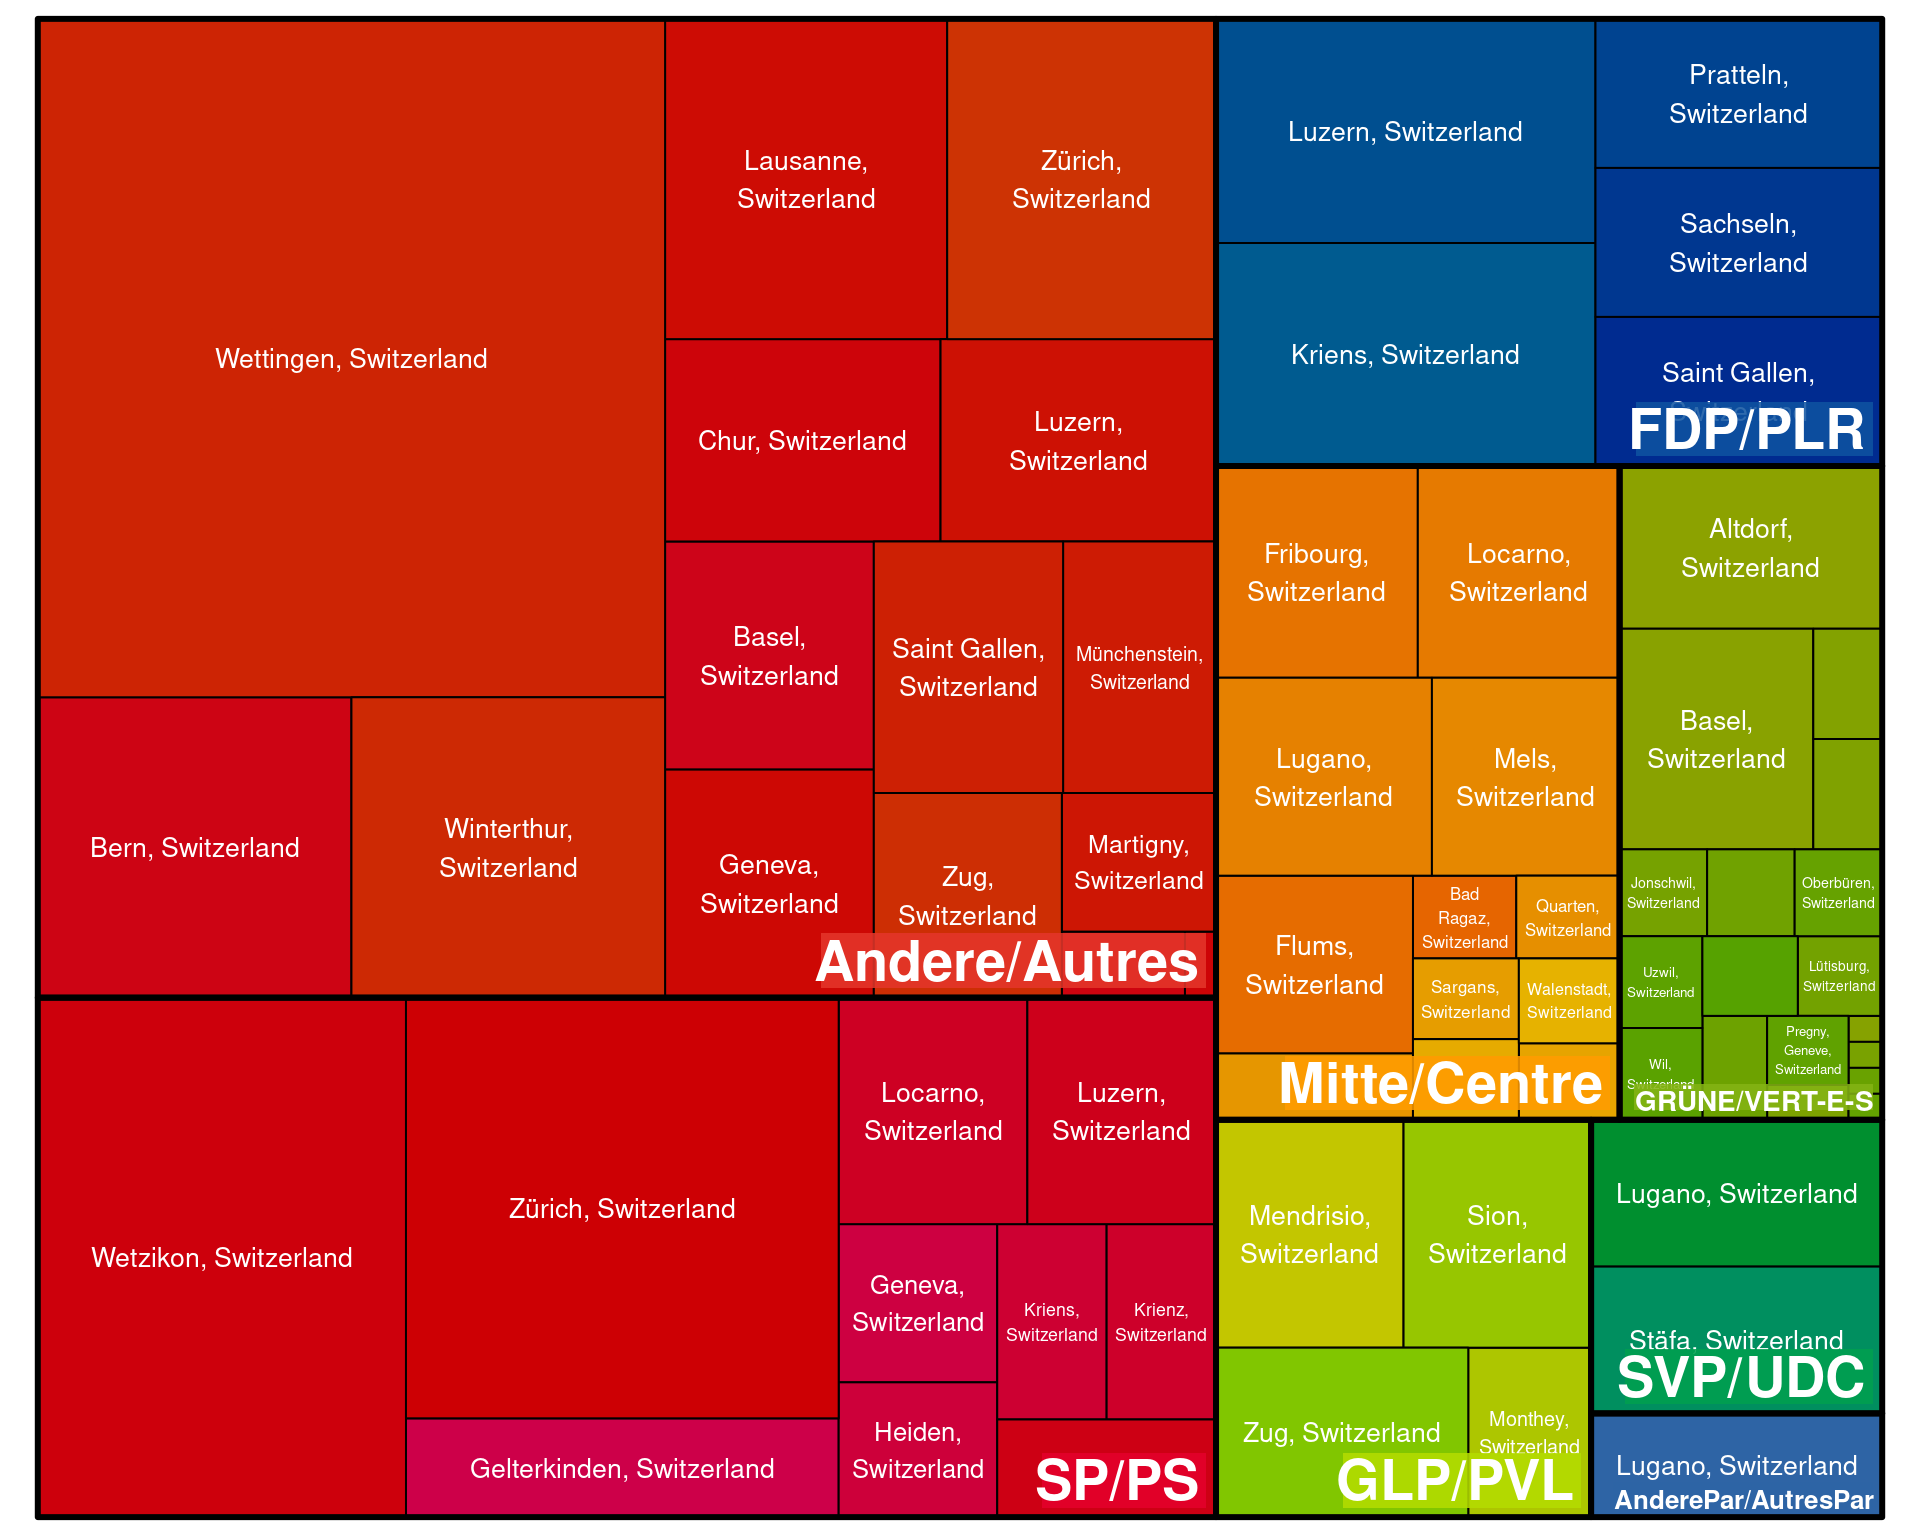 Wettingen, Switzerland
Lausanne,
Switzerland
Zürich,
Switzerland
Chur, Switzerland
Luzern,
Switzerland
Basel,
Switzerland
Saint Gallen,
Switzerland
Münchenstein,
Switzerland
Bern, Switzerland
Winterthur,
Switzerland
Geneva,
Switzerland
Zug,
Switzerland
Martigny,
Switzerland
Andere/Autres
Wetzikon, Switzerland
Zürich, Switzerland
Gelterkinden, Switzerland
Locarno,
Switzerland
Luzern,
Switzerland
Geneva,
Switzerland
Kriens,
Switzerland
Krienz,
Switzerland
Heiden,
Switzerland
SP/PS
Luzern, Switzerland
Kriens, Switzerland
Pratteln,
Switzerland
Sachseln,
Switzerland
Saint Gallen,
Switzerland
FDP/PLR
Fribourg,
Switzerland
Locarno,
Switzerland
Lugano,
Switzerland
Mels,
Switzerland
Flums,
Switzerland
Bad
Ragaz,
Switzerland
Quarten,
Switzerland
Sargans,
Switzerland
Walenstadt,
Switzerland
Mitte/Centre
Altdorf,
Switzerland
Basel,
Switzerland
Jonschwil,
Switzerland
Oberbüren,
Switzerland
Uzwil,
Switzerland
Lütisburg,
Switzerland
Wil,
Switzerland
Pregny,
Geneve,
Switzerland
GRÜNE/VERT-E-S
Mendrisio,
Switzerland
Sion,
Switzerland
Zug, Switzerland
Monthey,
Switzerland
GLP/PVL
Lugano, Switzerland
Stäfa, Switzerland
SVP/UDC
Lugano, Switzerland
AnderePar/AutresPar